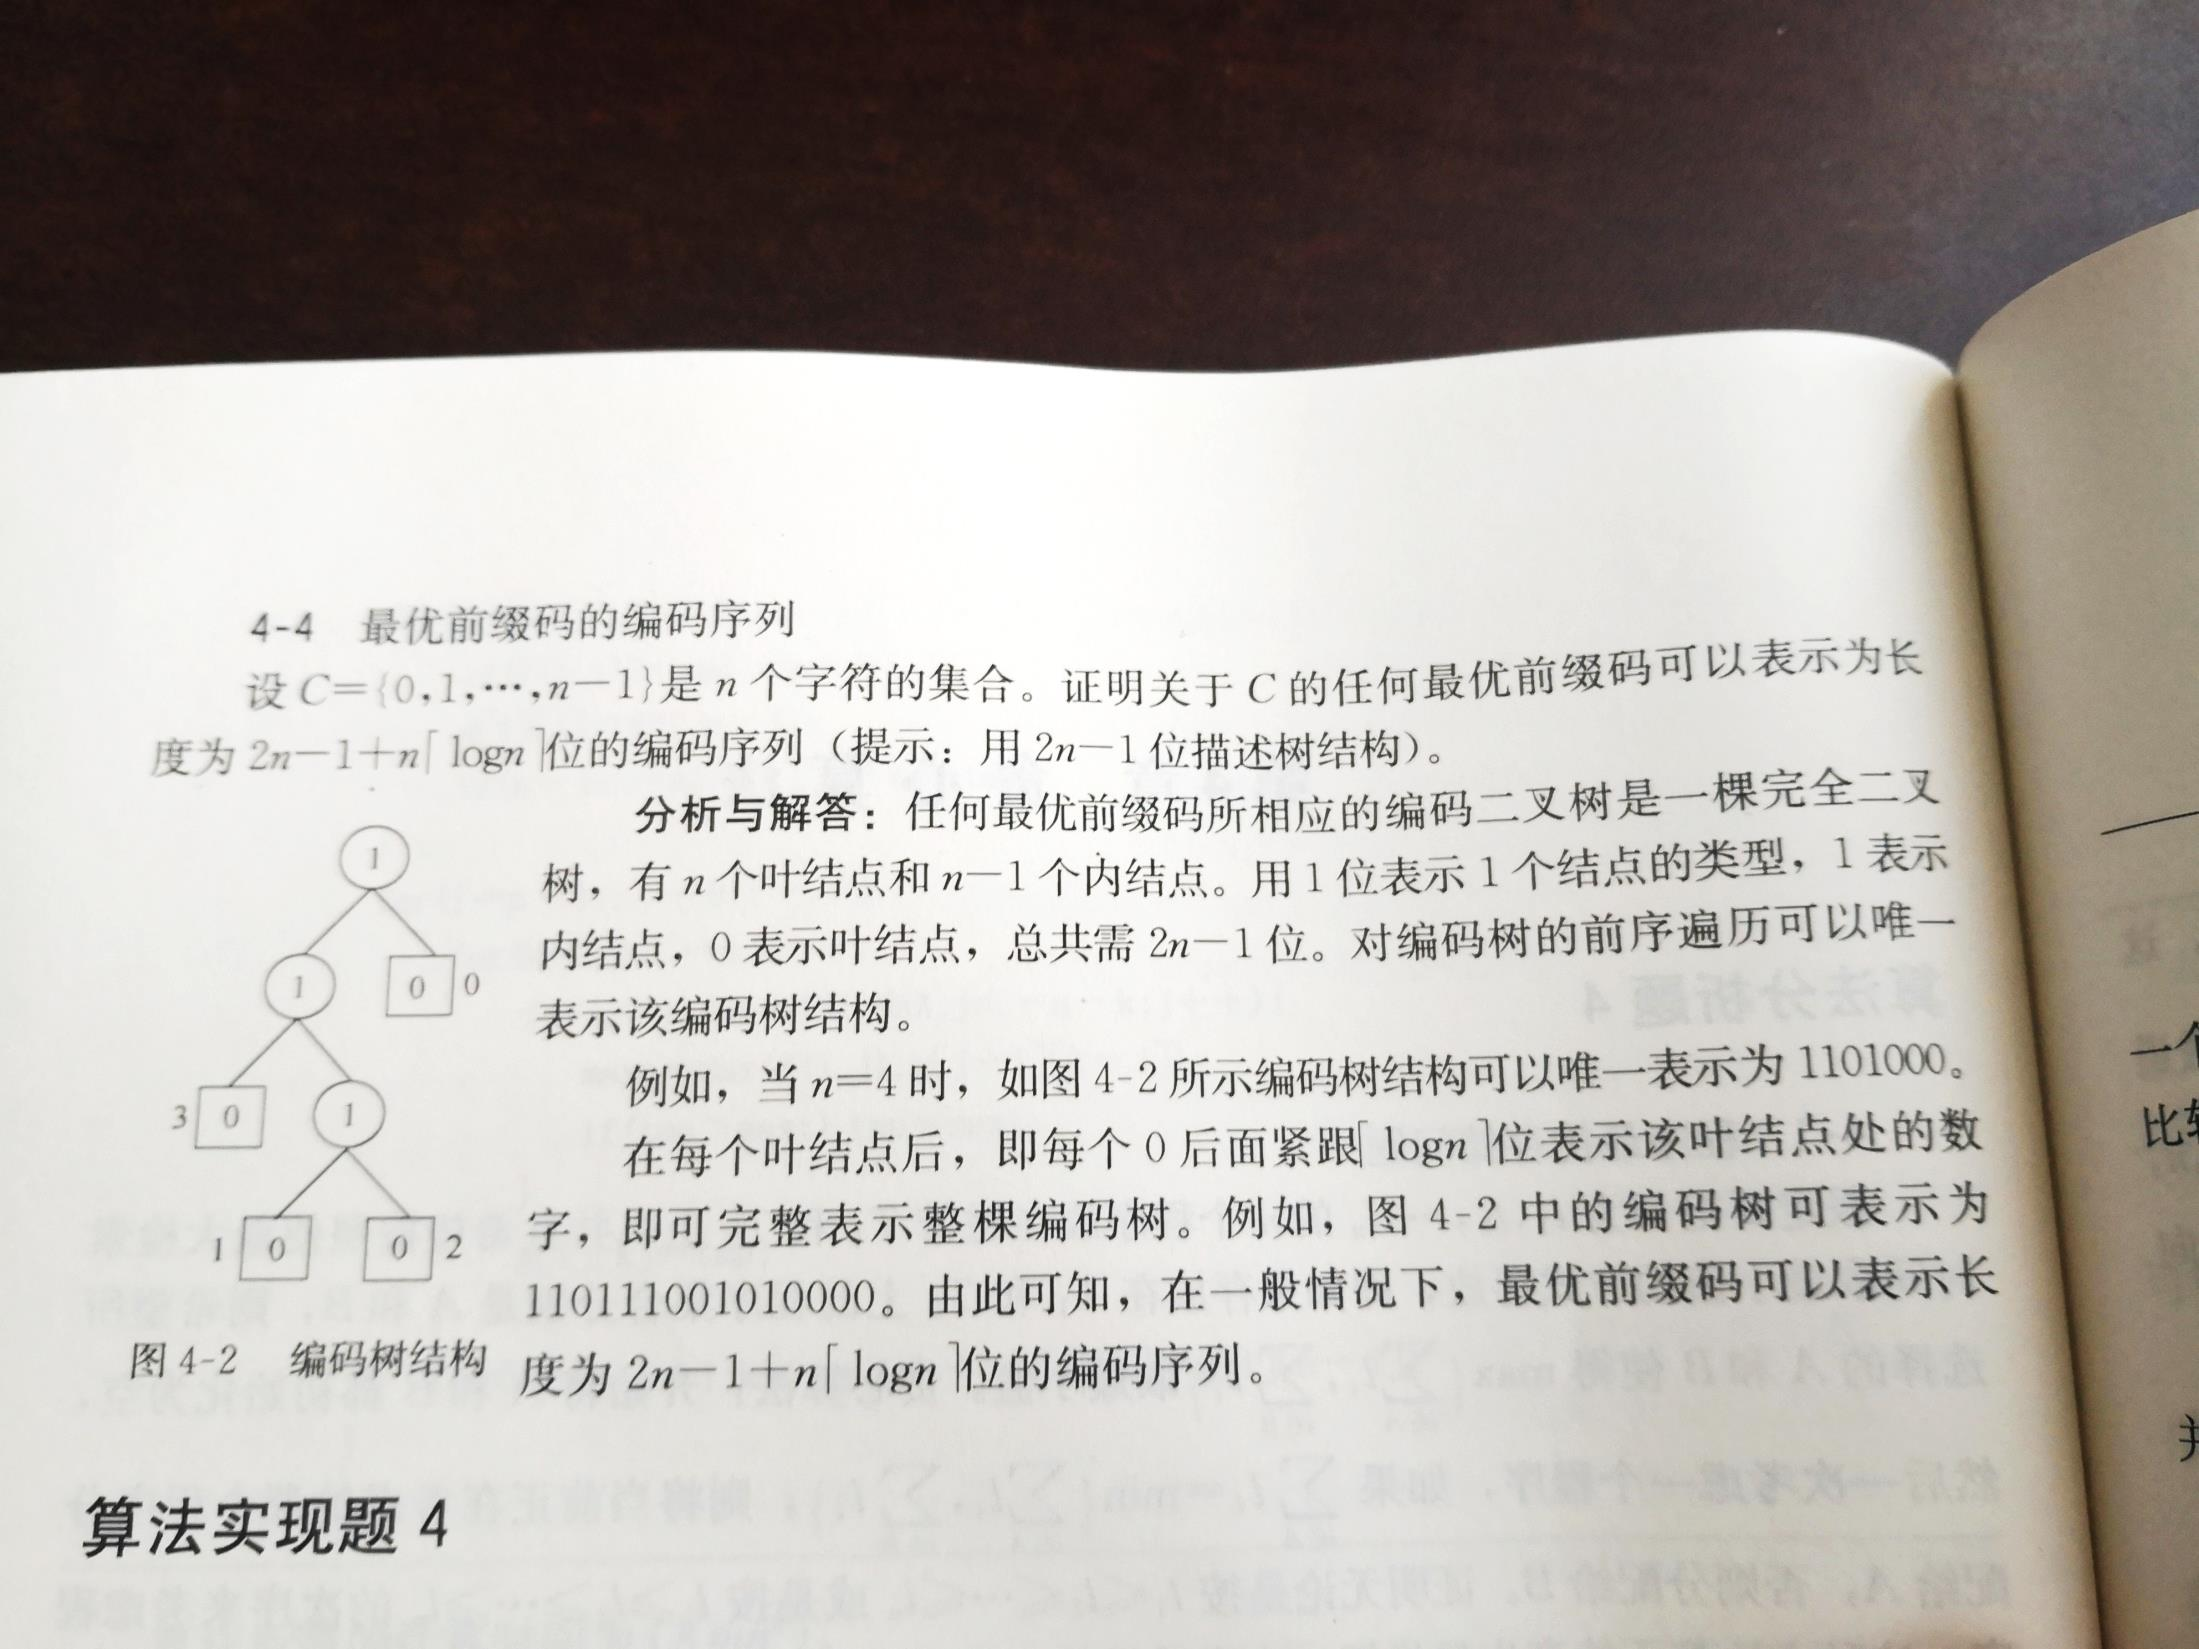 4-4 最优前缀码的编码序列
设C={0,1,…,n-1}是n个字符的集合。证明关于C的任何最优前缀码可以表示为长
度为2n-1+n⌈logn⌉位的编码序列(提示:用2n-1位描述树结构)。
分析与解答:任何最优前缀码所相应的编码二叉树是一棵完全二叉
树,有n个叶结点和n-1个内结点。用1位表示1个结点的类型,1表示
内结点,0表示叶结点,总共需2n-1位。对编码树的前序遍历可以唯一
表示该编码树结构。
例如,当n=4时,如图4-2所示编码树结构可以唯一表示为1101000。
在每个叶结点后,即每个0后面紧跟⌈logn⌉位表示该叶结点处的数
字,即可完整表示整棵编码树。例如,图4-2中的编码树可表示为
110111001010000。由此可知,在一般情况下,最优前缀码可以表示长
度为2n-1+n⌈logn⌉位的编码序列。
1
1 0 0
3 0 1
1 0 0 2
图4-2 编码树结构
算法实现题4
一个